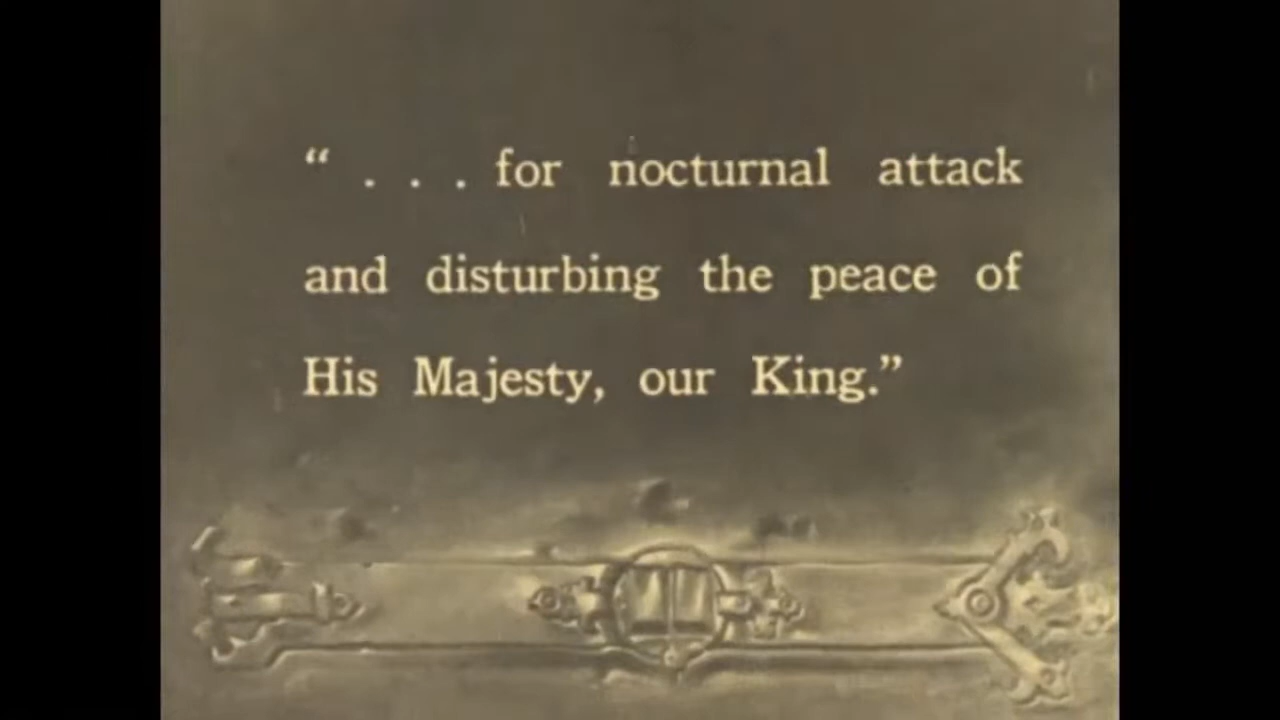 “ . . . for nocturnal attack
and disturbing the peace of
His Majesty, our King.”